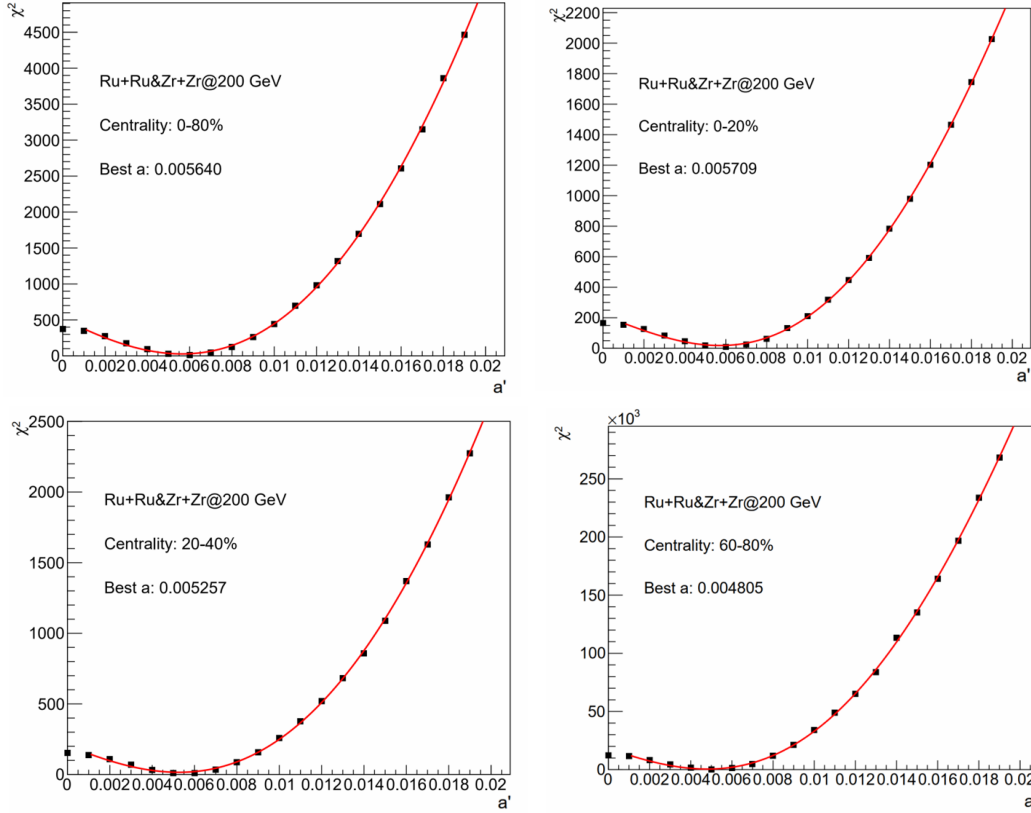 χ²
4500
4000
3500
3000
2500
2000
1500
1000
500
0
Ru+Ru&Zr+Zr@200 GeV
Centrality: 0-80%
Best a: 0.005640
0 0.002 0.004 0.006 0.008 0.01 0.012 0.014 0.016 0.018 0.02
a'
χ²
2200
2000
1800
1600
1400
1200
1000
800
600
400
200
0
Ru+Ru&Zr+Zr@200 GeV
Centrality: 0-20%
Best a: 0.005709
0 0.002 0.004 0.006 0.008 0.01 0.012 0.014 0.016 0.018 0.02
a'
χ²
2500
2000
1500
1000
500
0
Ru+Ru&Zr+Zr@200 GeV
Centrality: 20-40%
Best a: 0.005257
0 0.002 0.004 0.006 0.008 0.01 0.012 0.014 0.016 0.018 0.02
a'
×10³
χ²
250
200
150
100
50
0
Ru+Ru&Zr+Zr@200 GeV
Centrality: 60-80%
Best a: 0.004805
0 0.002 0.004 0.006 0.008 0.01 0.012 0.014 0.016 0.018 0.02
a'